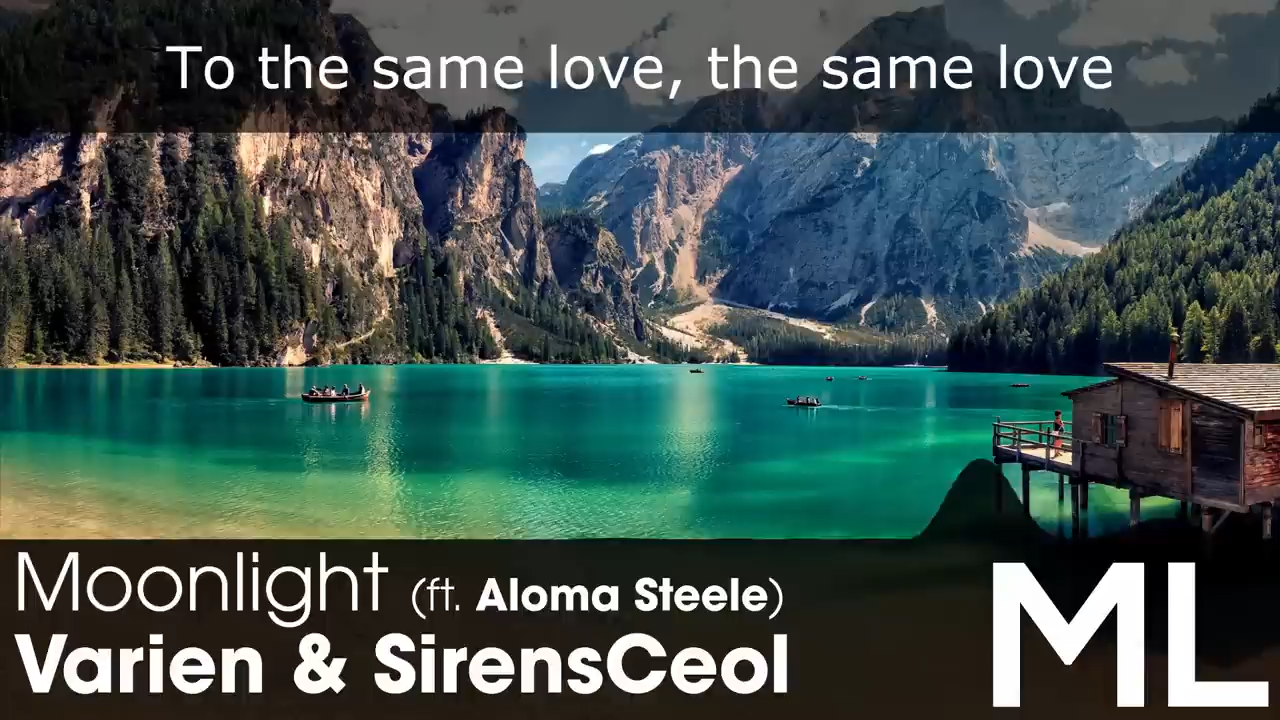 To the same love, the same love
Moonlight (ft. Aloma Steele)
Varien & SirensCeol
ML